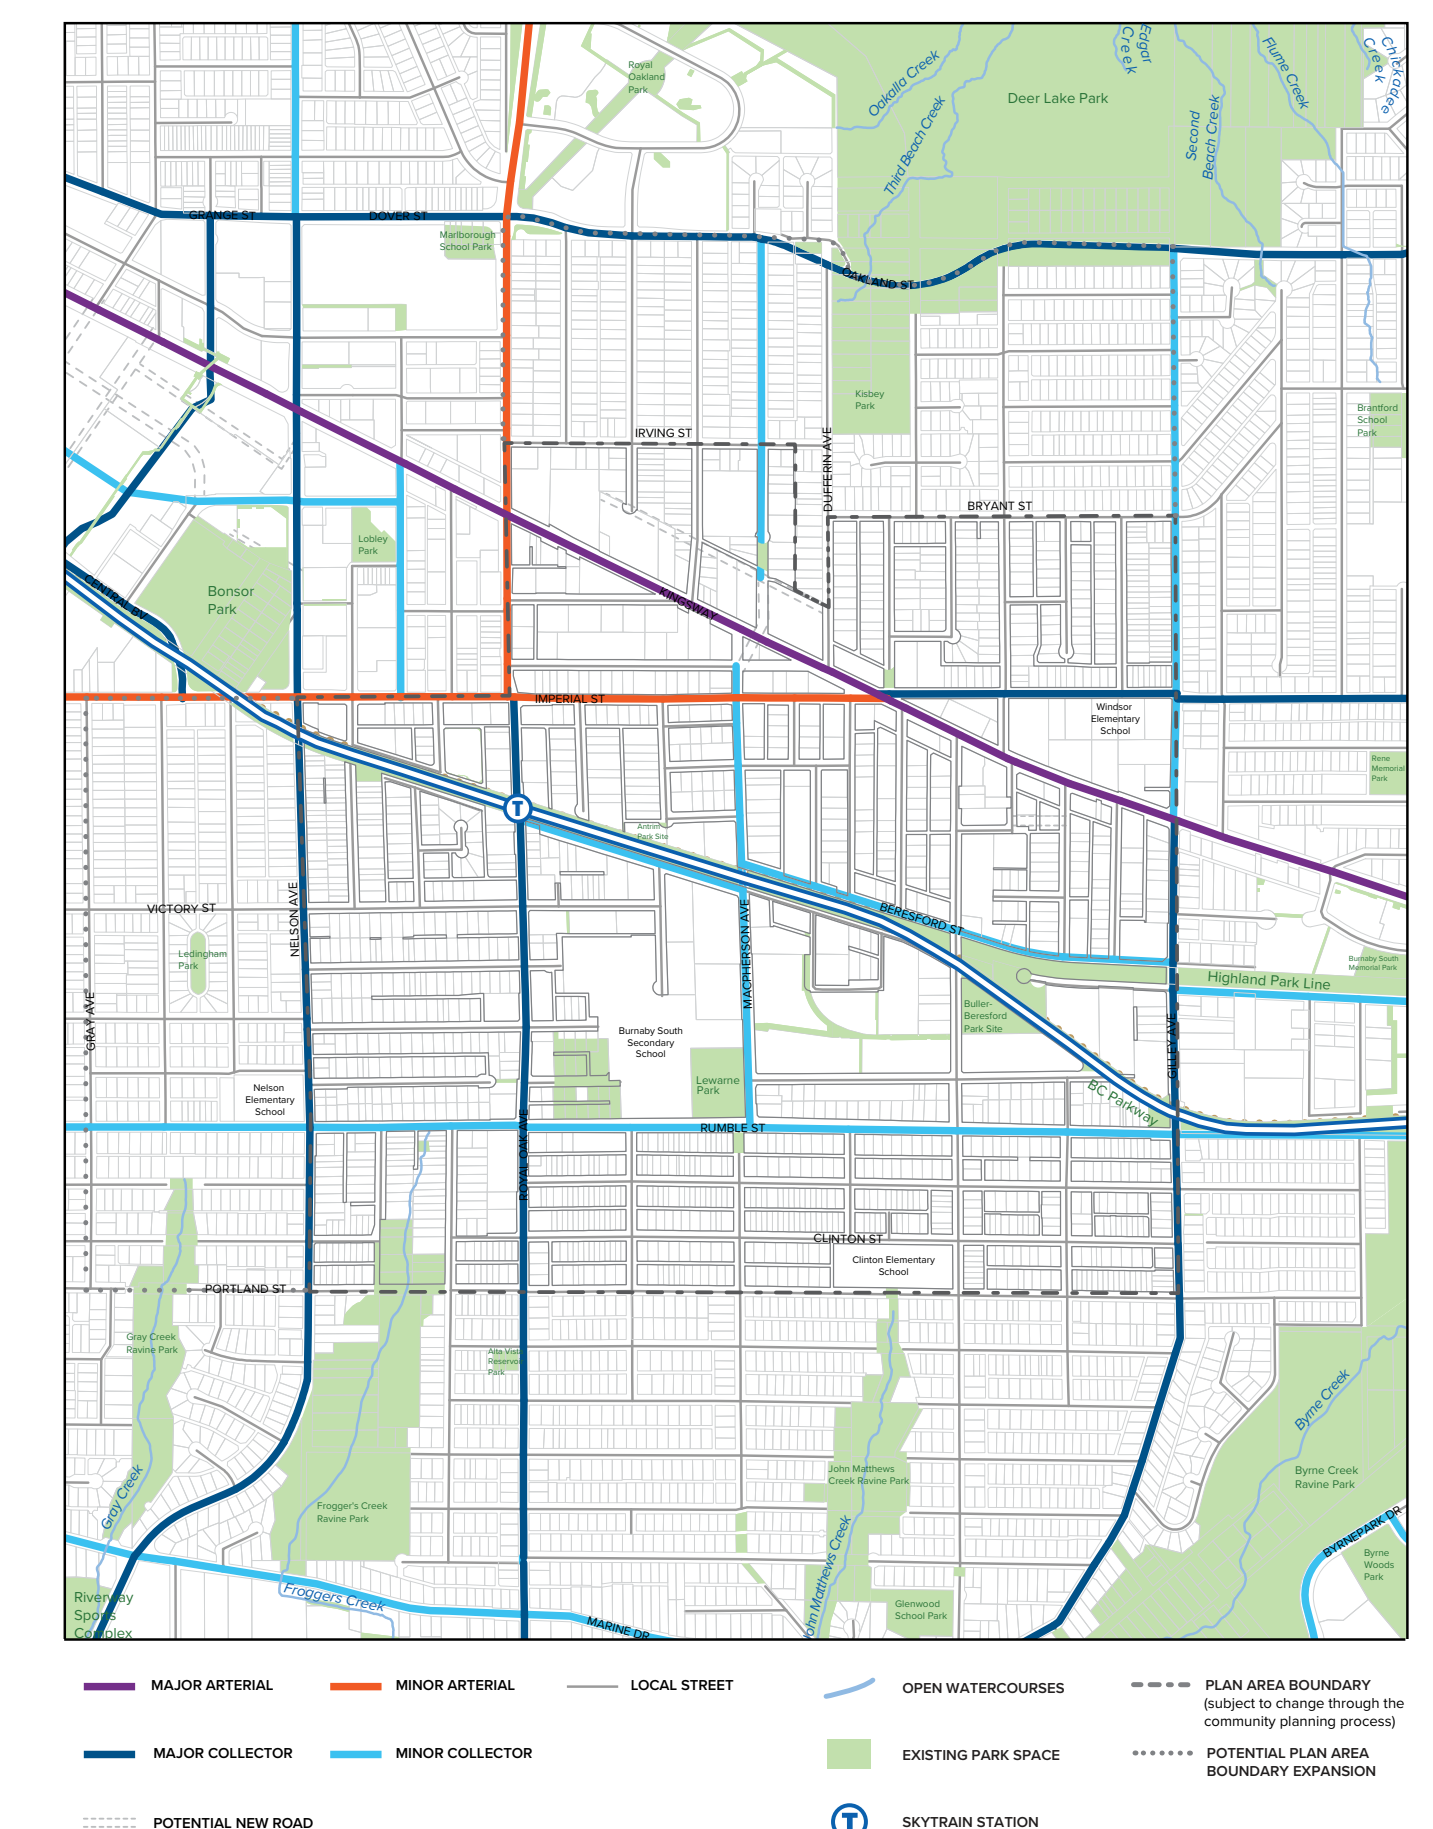 Royal
Oakland
Park
Oakalla Creek
Third Beach Creek
Deer Lake Park
Edgar
Creek
Second
Beach Creek
Flume Creek
Chickadee
Creek
GRANGE ST
DOVER ST
Marlborough
School Park
OAKLAND ST
Kisbey
Park
Brantford
School
Park
IRVING ST
DUFFERIN AVE
BRYANT ST
Lobley
Park
Bonsor
Park
CENTRAL BV
KINGSWAY
IMPERIAL ST
Windsor
Elementary
School
Rene
Memorial
Park
T
Antrim
Park Site
NELSON AVE
VICTORY ST
Ledingham
Park
GRAY AVE
MACPHERSON AVE
BERESFORD ST
Burnaby South
Memorial Park
Highland Park Line
Buller-
Beresford
Park Site
Burnaby South
Secondary
School
GILLEY AVE
Lewarne
Park
BC Parkway
Nelson
Elementary
School
ROYAL OAK AVE
RUMBLE ST
CLINTON ST
Clinton Elementary
School
PORTLAND ST
Gray Creek
Ravine Park
Alta Vista
Reservoir
Park
Byrne Creek
Gray Creek
John Matthews
Creek Ravine Park
Byrne Creek
Ravine Park
Frogger's Creek
Ravine Park
John Matthews Creek
BYRNEPARK DR
Byrne
Woods
Park
Riverway
Sports
Complex
Froggers Creek
Glenwood
School Park
MARINE DR
MAJOR ARTERIAL
MINOR ARTERIAL
LOCAL STREET
OPEN WATERCOURSES
PLAN AREA BOUNDARY
(subject to change through the
community planning process)
MAJOR COLLECTOR
MINOR COLLECTOR
EXISTING PARK SPACE
POTENTIAL PLAN AREA
BOUNDARY EXPANSION
POTENTIAL NEW ROAD
T
SKYTRAIN STATION